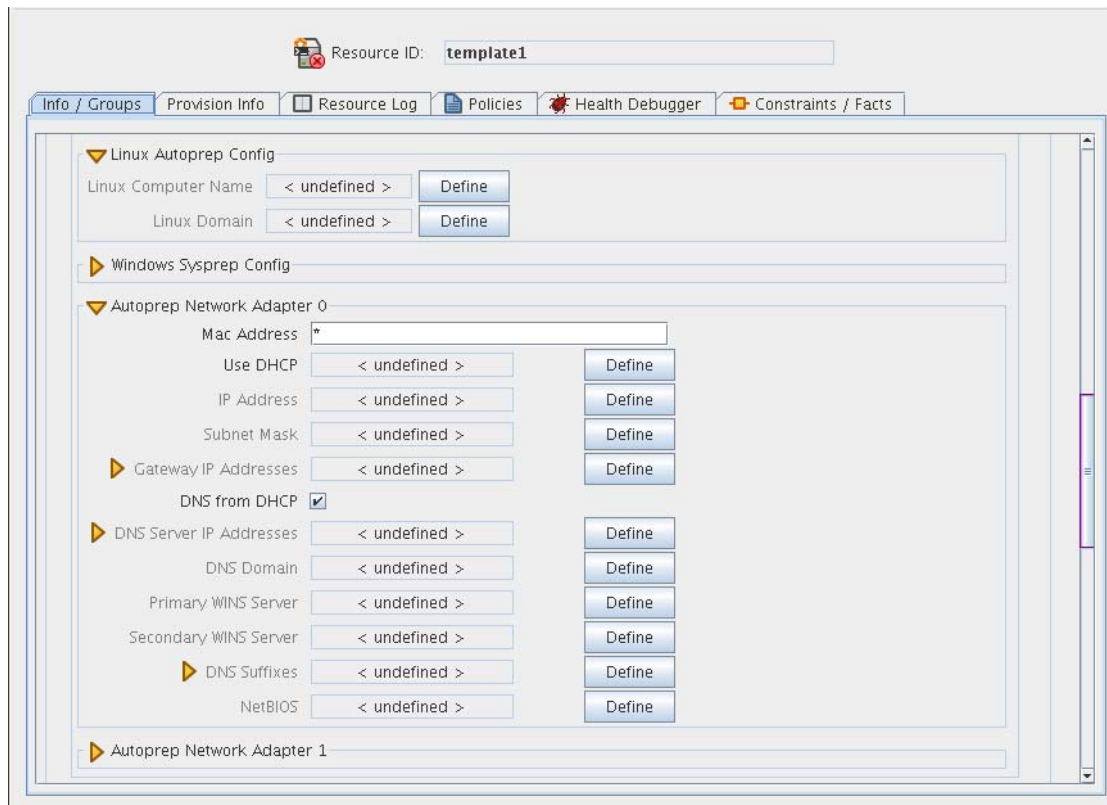 Resource ID: template1
Info / Groups Provision Info Resource Log Policies Health Debugger Constraints / Facts
Linux Autoprep Config
Linux Computer Name < undefined > Define
Linux Domain < undefined > Define
Windows Sysprep Config
Autoprep Network Adapter 0
Mac Address *
Use DHCP < undefined > Define
IP Address < undefined > Define
Subnet Mask < undefined > Define
Gateway IP Addresses < undefined > Define
DNS from DHCP
DNS Server IP Addresses < undefined > Define
DNS Domain < undefined > Define
Primary WINS Server < undefined > Define
Secondary WINS Server < undefined > Define
DNS Suffixes < undefined > Define
NetBIOS < undefined > Define
Autoprep Network Adapter 1